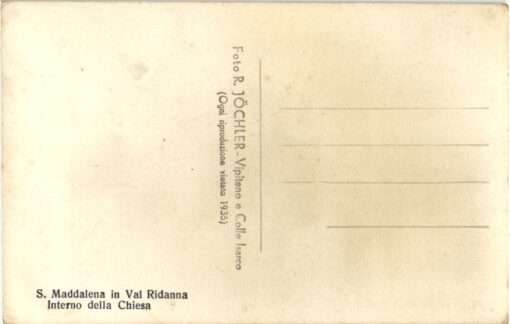 Foto R. JÖCHLER - Vipiteno e Colle Isarco
(Ogni riproduzione vietata 1935)
S. Maddalena in Val Ridanna
Interno della Chiesa